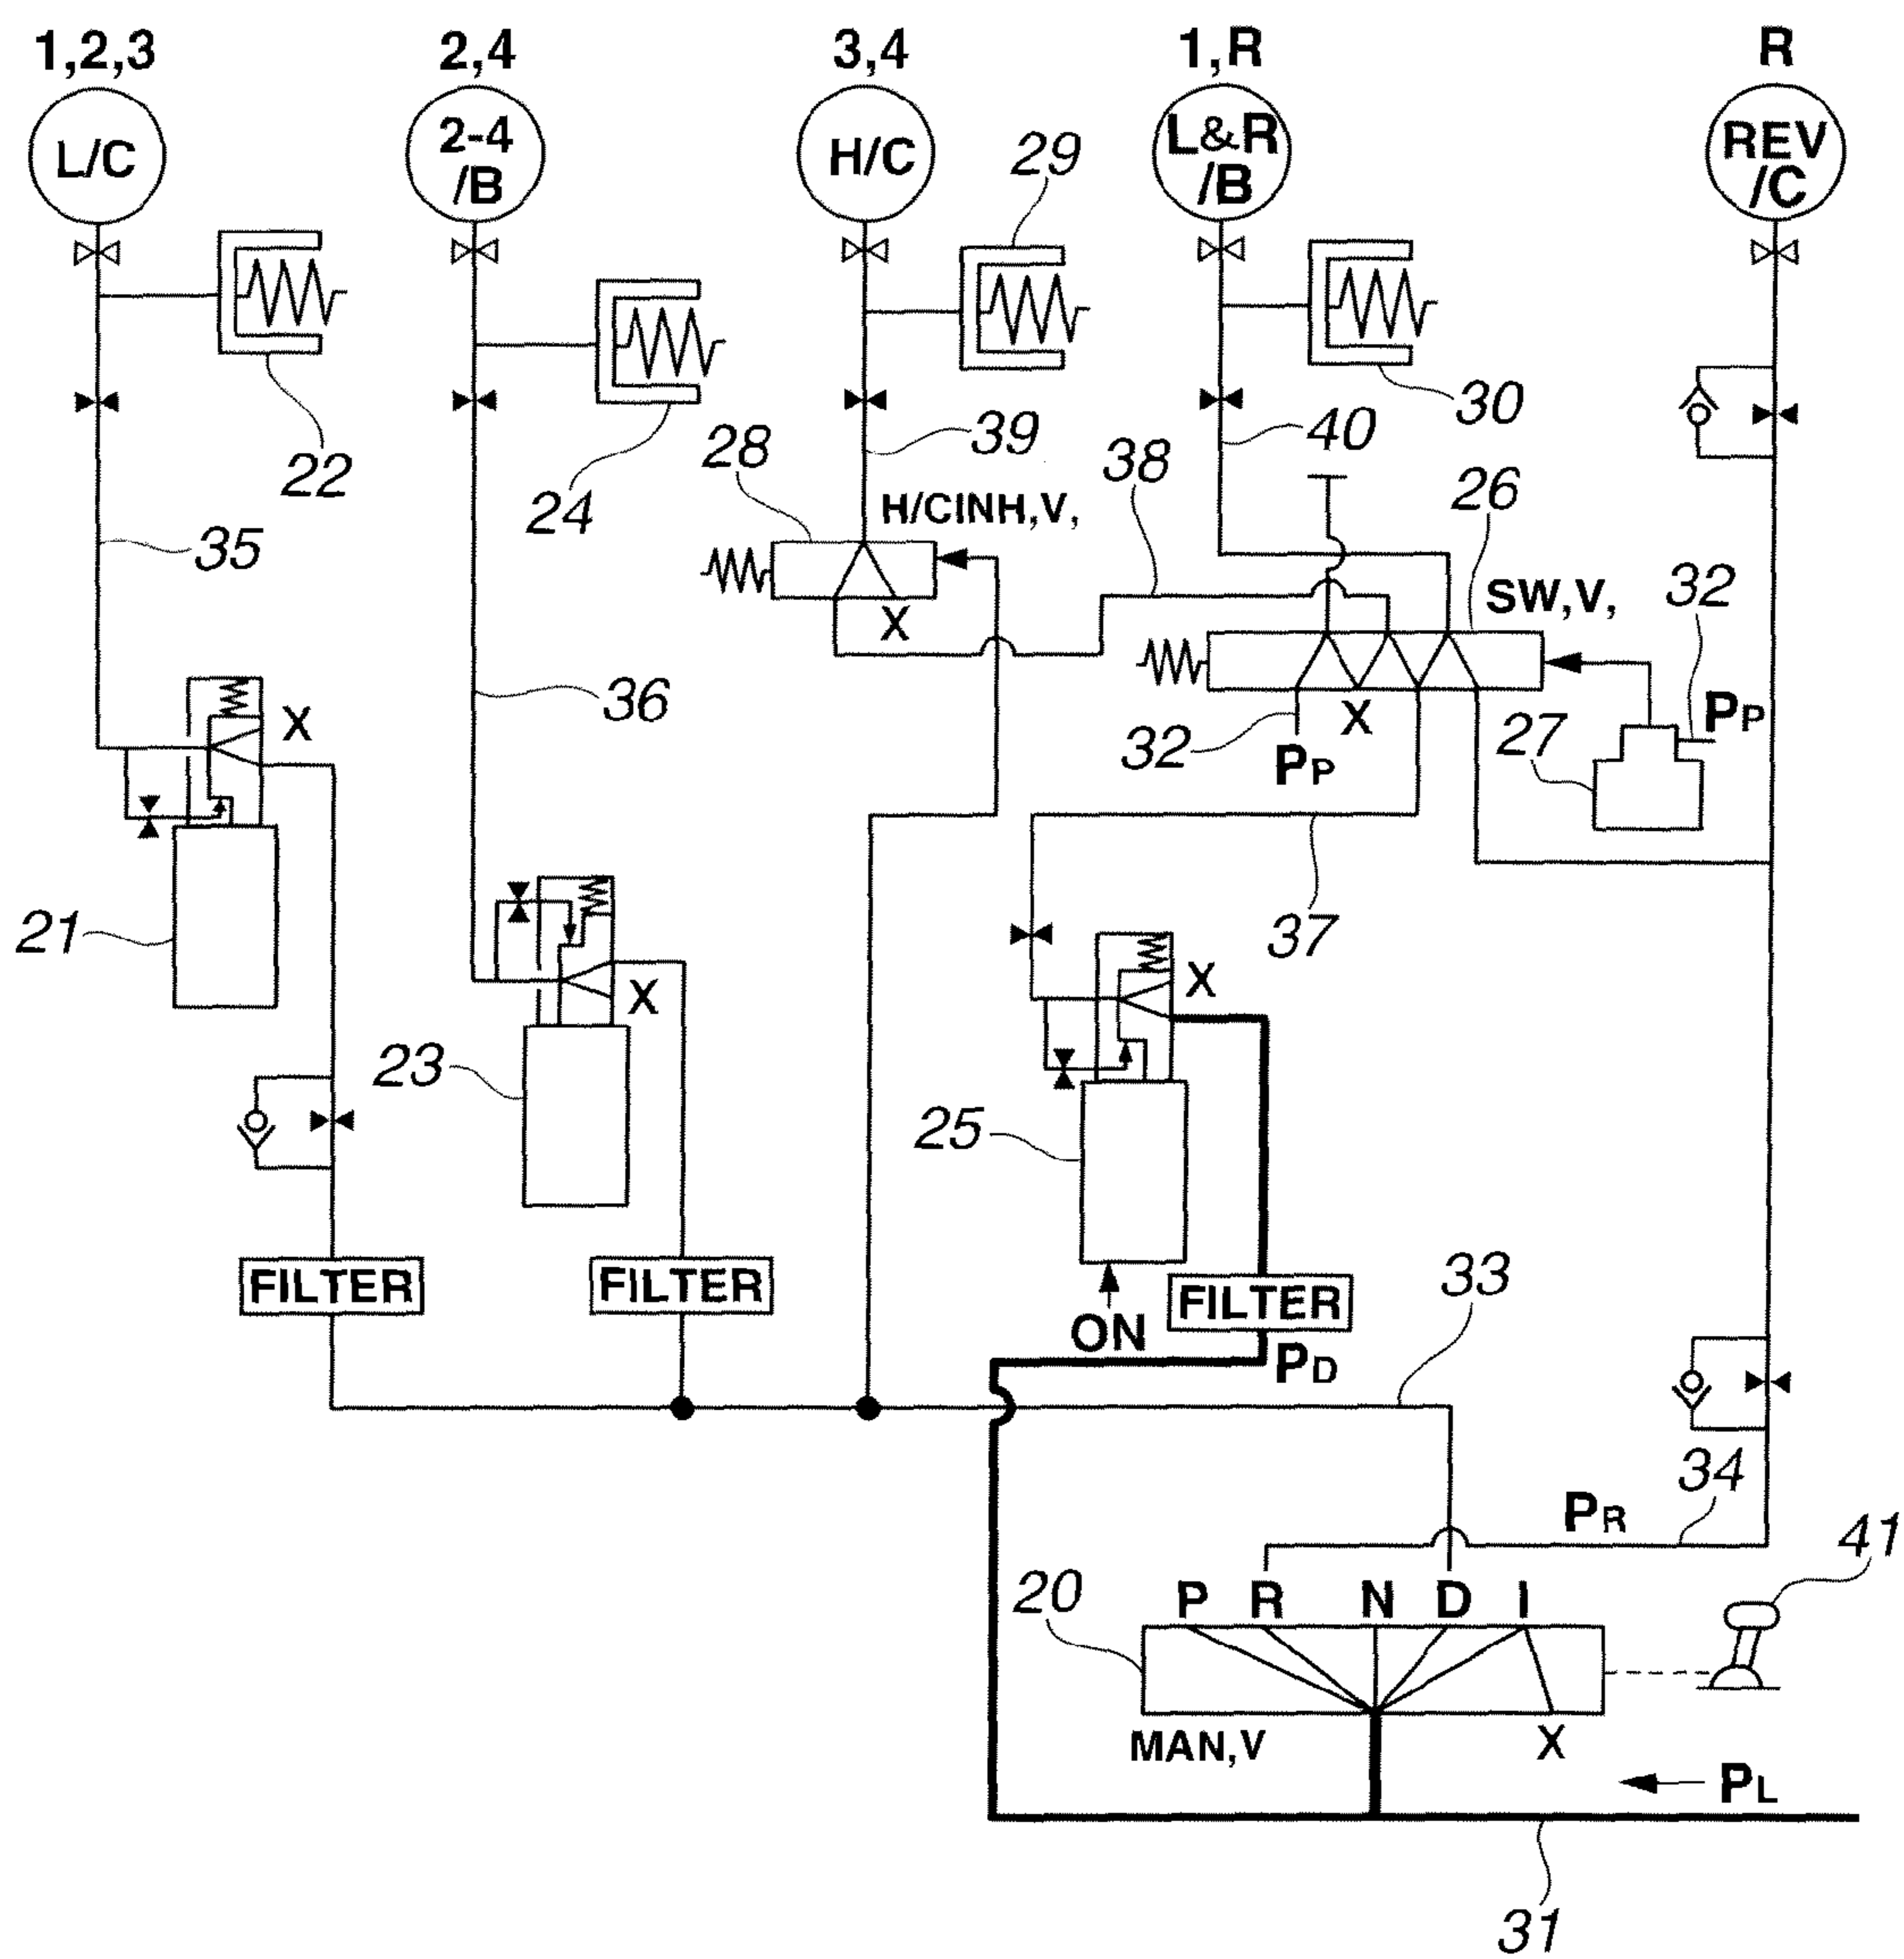 1,2,3
2,4
3,4
1,R
R
L/C
2-4
/B
H/C
L&R
/B
REV
/C
29
22
24
28
39
30
40
38
26
H/CINH,V,
35
X
SW,V,
32
36
X
32
PP
X
27
PP
21
37
X
X
23
25
FILTER
FILTER
ON
FILTER
PD
33
34
PR
41
20
P R N D I
MAN,V
X
PL
31